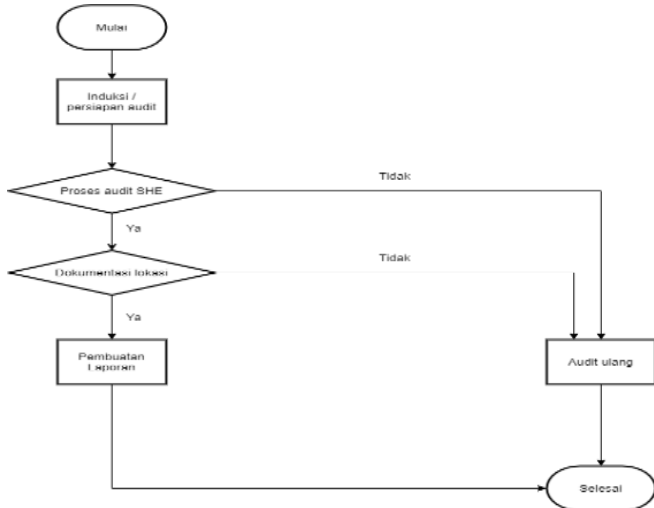 Mulai
Induksi /
persiapan audit
Proses audit SHE
Tidak
Ya
Dokumentasi lokasi
Tidak
Ya
Pembuatan
Laporan
Audit ulang
Selesai